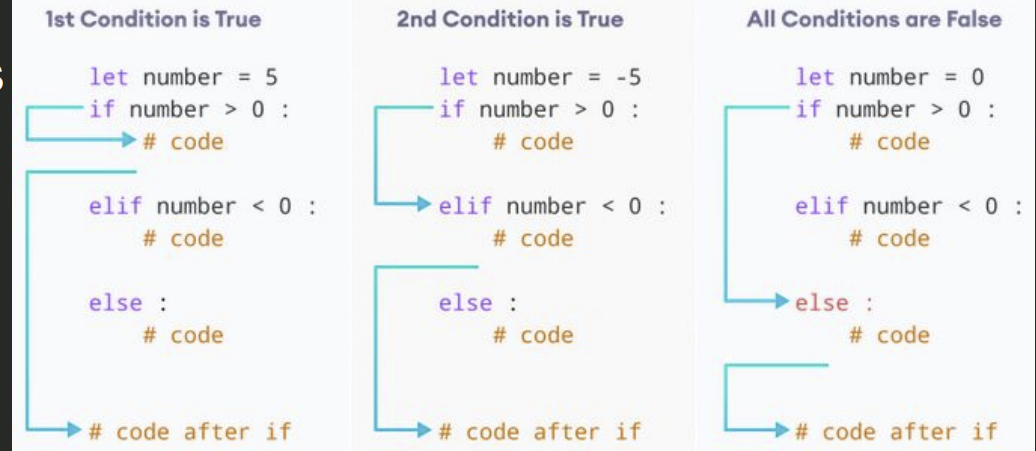 s
1st Condition is True
let number = 5
if number > 0 :
# code
elif number < 0 :
# code
else :
# code
# code after if
2nd Condition is True
let number = -5
if number > 0 :
# code
elif number < 0 :
# code
else :
# code
# code after if
All Conditions are False
let number = 0
if number > 0 :
# code
elif number < 0 :
# code
else :
# code
# code after if